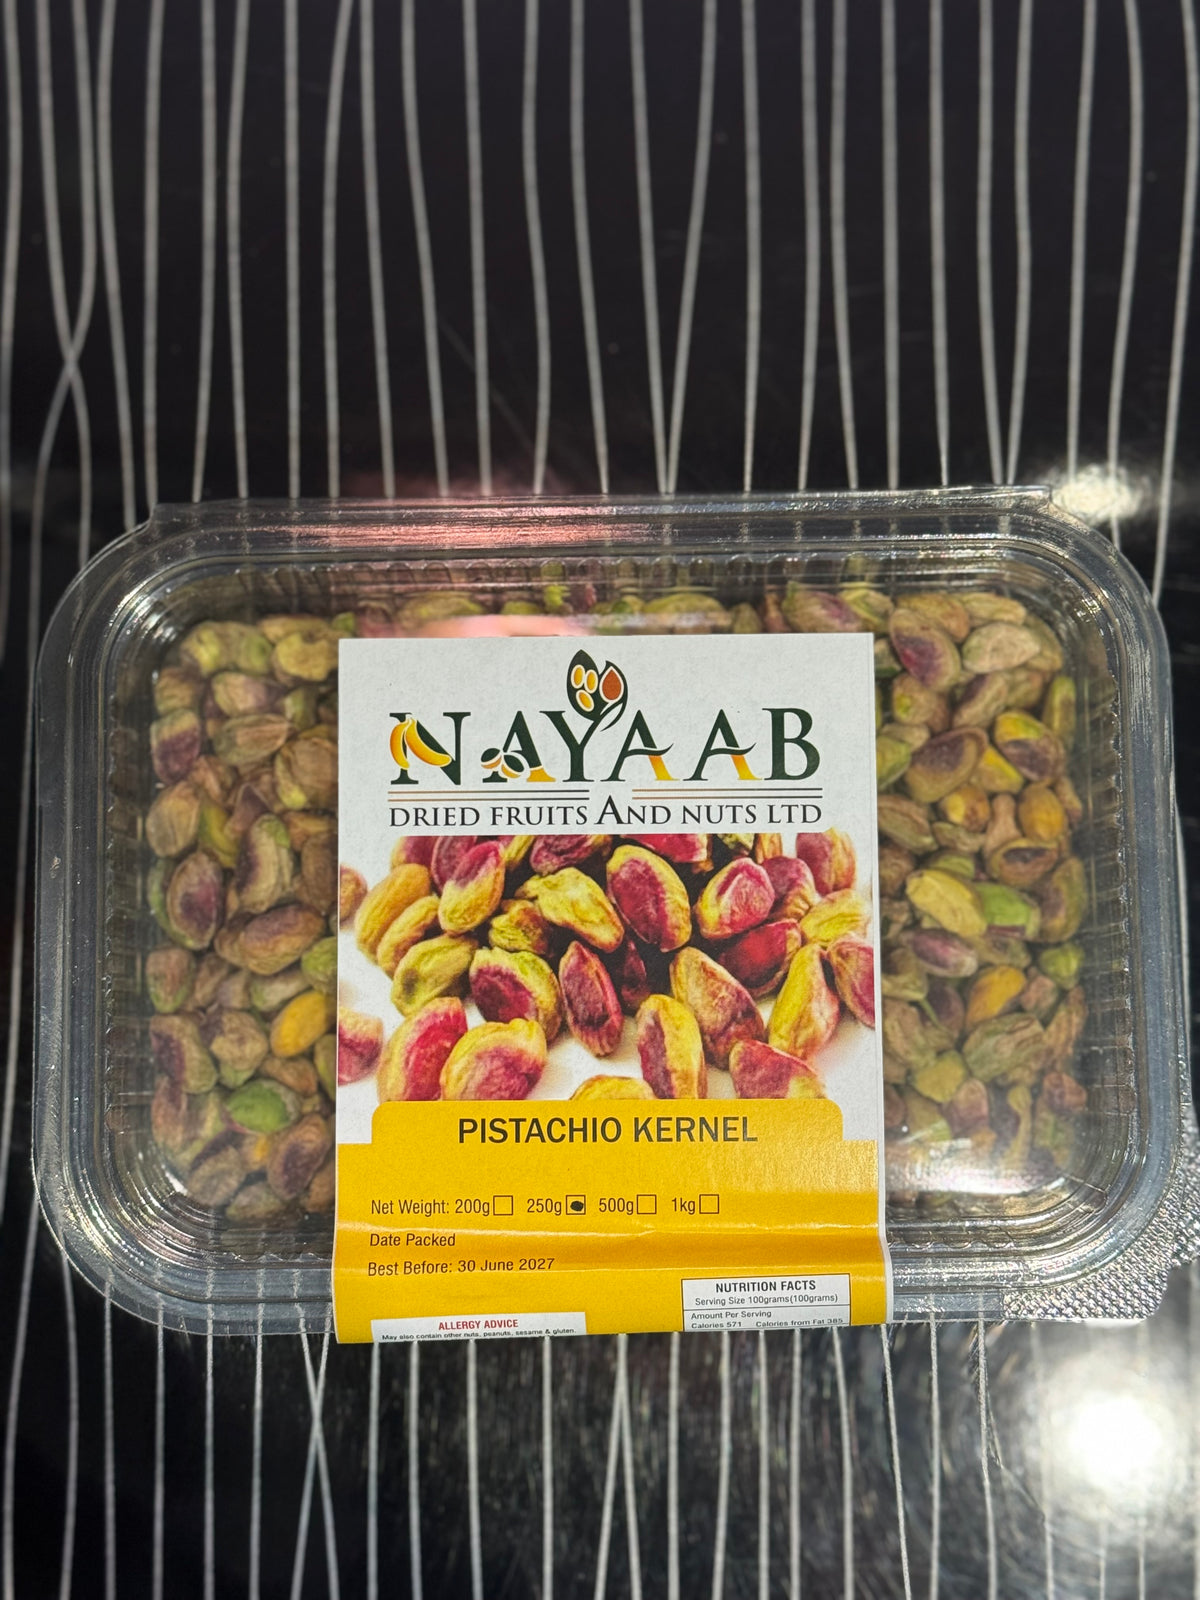 NAYAAB
DRIED FRUITS AND NUTS LTD
PISTACHIO KERNEL
Net Weight: 200g 250g 500g 1kg
Date Packed
Best Before: 30 June 2027
ALLERGY ADVICE
May also contain other nuts, peanuts, sesame & gluten.
NUTRITION FACTS
Serving Size 100grams(100grams)
Amount Per Serving
Calories 571 Calories from Fat 385